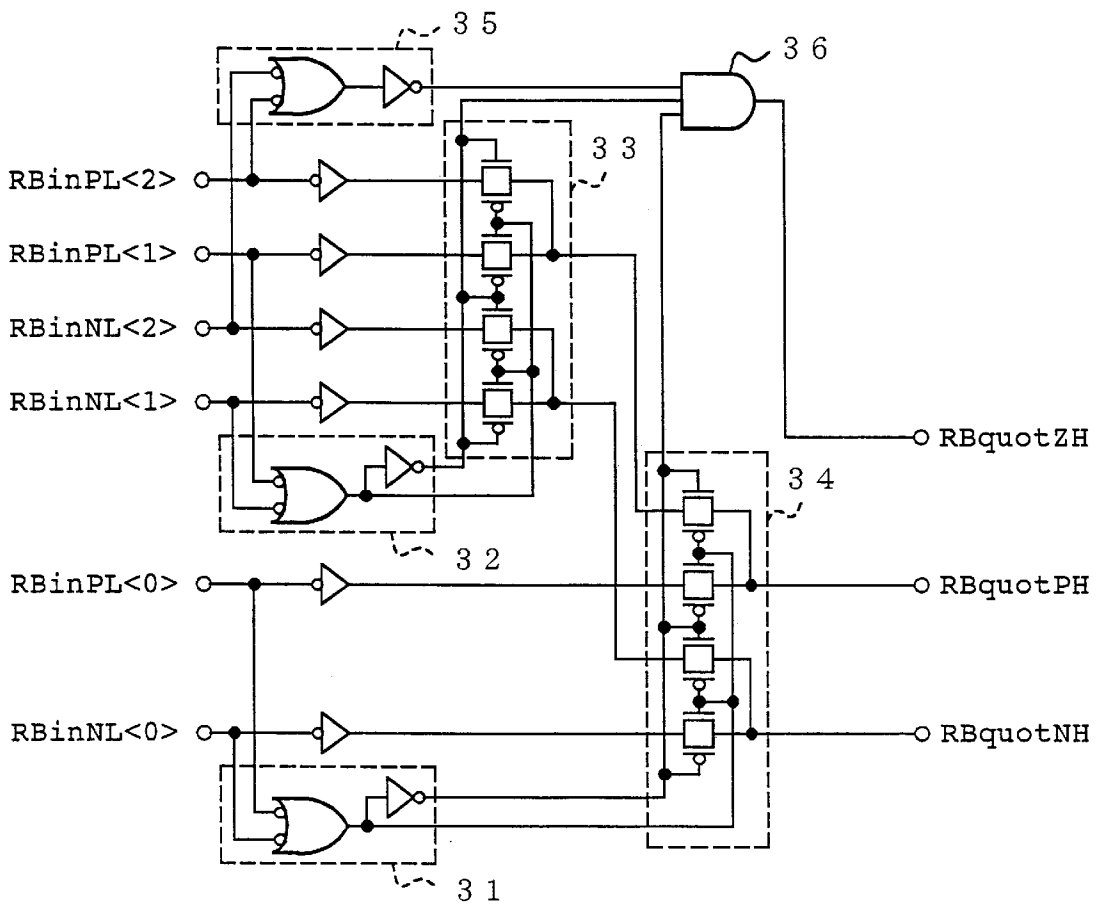 35
36
33
RBinPL<2>
RBinPL<1>
RBinNL<2>
RBinNL<1>
RBquotZH
34
32
RBinPL<0>
RBquotPH
RBinNL<0>
RBquotNH
31